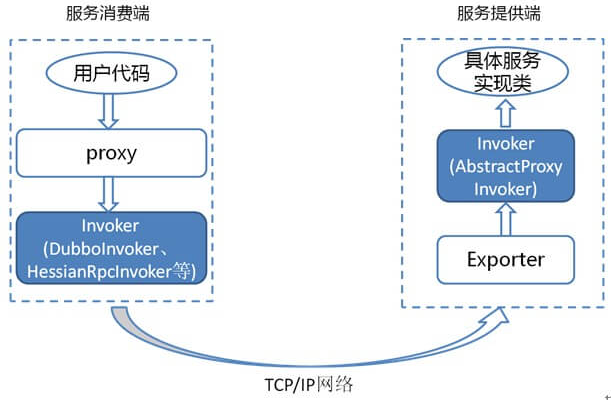 服务消费端
用户代码
proxy
Invoker
(DubboInvoker、
HessianRpcInvoker等)
服务提供端
具体服务
实现类
Invoker
(AbstractProxy
Invoker)
Exporter
TCP/IP网络